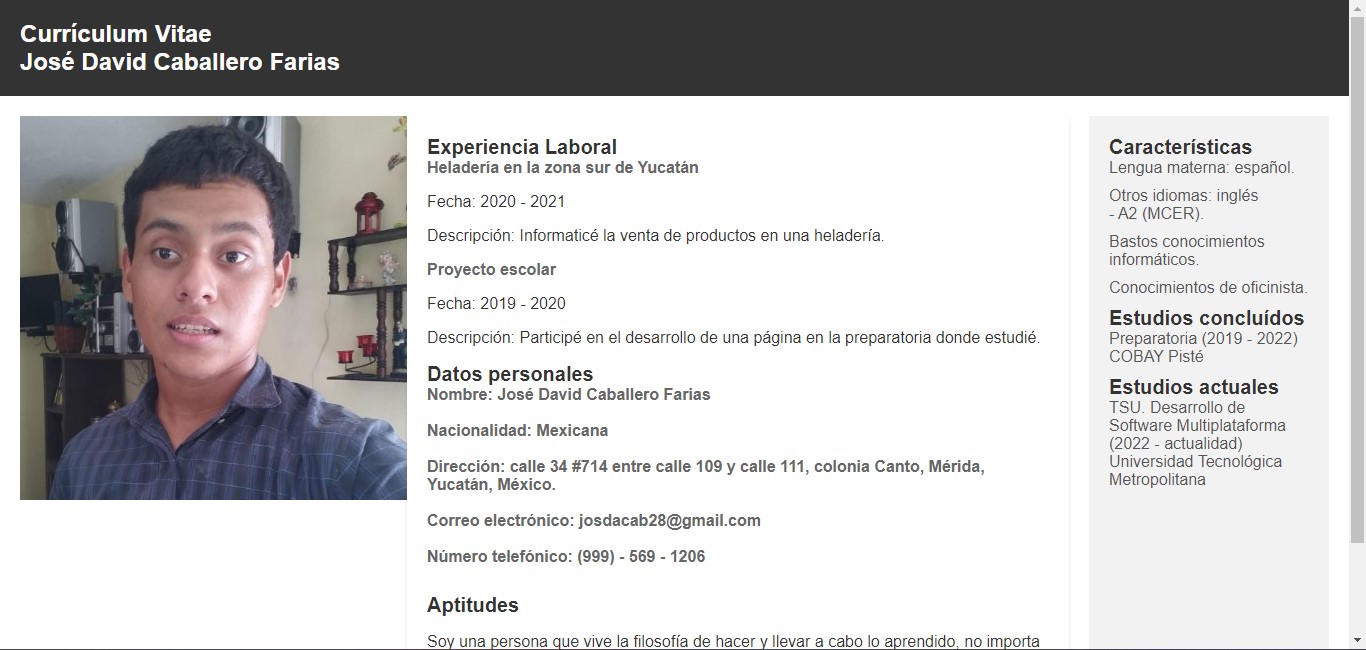 Currículum Vitae
José David Caballero Farias
Experiencia Laboral
Heladería en la zona sur de Yucatán
Fecha: 2020 - 2021
Descripción: Informaticé la venta de productos en una heladería.
Proyecto escolar
Fecha: 2019 - 2020
Descripción: Participé en el desarrollo de una página en la preparatoria donde estudié.
Datos personales
Nombre: José David Caballero Farias
Nacionalidad: Mexicana
Dirección: calle 34 #714 entre calle 109 y calle 111, colonia Canto, Mérida,
Yucatán, México.
Correo electrónico: josdacab28@gmail.com
Número telefónico: (999) - 569 - 1206
Aptitudes
Soy una persona que vive la filosofía de hacer y llevar a cabo lo aprendido, no importa
Características
Lengua materna: español.
Otros idiomas: inglés
- A2 (MCER).
Bastos conocimientos
informáticos.
Conocimientos de oficinista.
Estudios concluídos
Preparatoria (2019 - 2022)
COBAY Pisté
Estudios actuales
TSU. Desarrollo de
Software Multiplataforma
(2022 - actualidad)
Universidad Tecnológica
Metropolitana